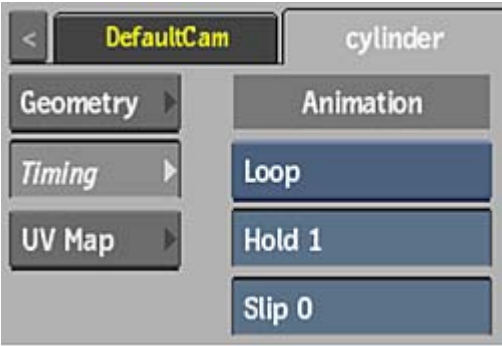 < DefaultCam cylinder
Geometry Animation
Timing Loop
UV Map Hold 1
Slip 0